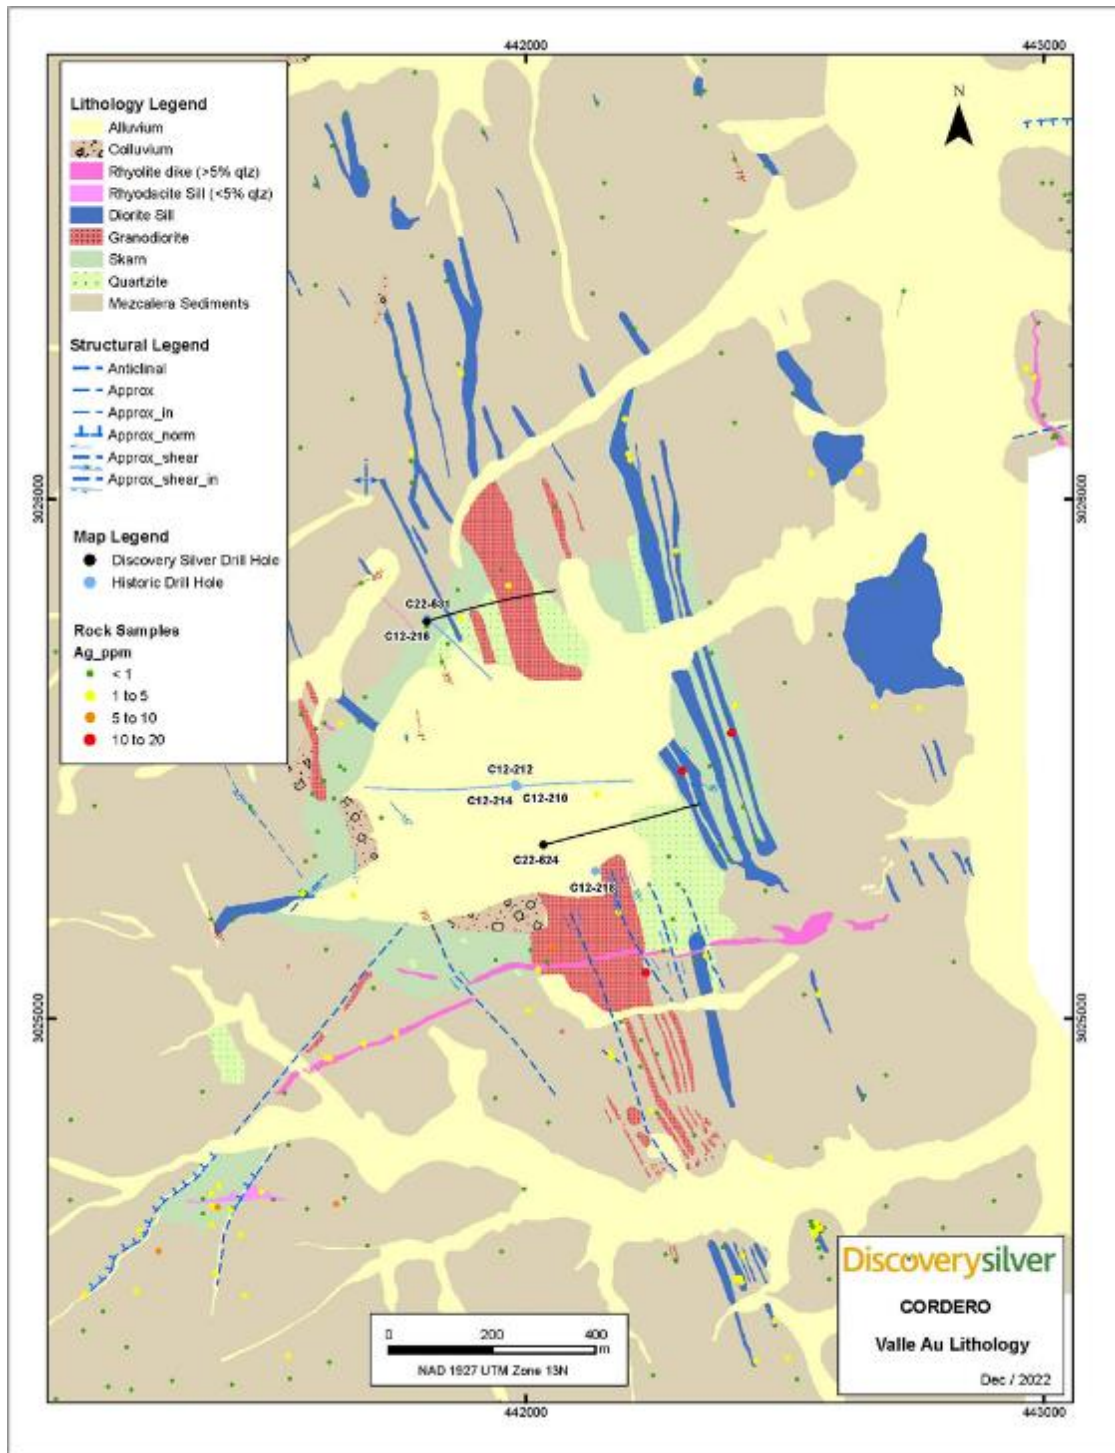 442000
443000
Lithology Legend
Alluvium
Colluvium
Rhyolite dike (>5% qtz)
Rhyodacite Sill (<5% qtz)
Diorite Sill
Granodiorite
Skarn
Quartzite
Mezcalera Sediments
Structural Legend
Anticlinal
Approx
Approx_in
Approx_norm
Approx_shear
Approx_shear_in
Map Legend
Discovery Silver Drill Hole
Historic Drill Hole
Rock Samples
Ag_ppm
< 1
1 to 5
5 to 10
10 to 20
N
3026000
3026000
C22-631
C12-216
C12-212
C12-214
C12-210
C22-624
C12-218
3025000
3025000
0
200
400
m
NAD 1927 UTM Zone 13N
Discoverysilver
CORDERO
Valle Au Lithology
Dec / 2022
442000
443000